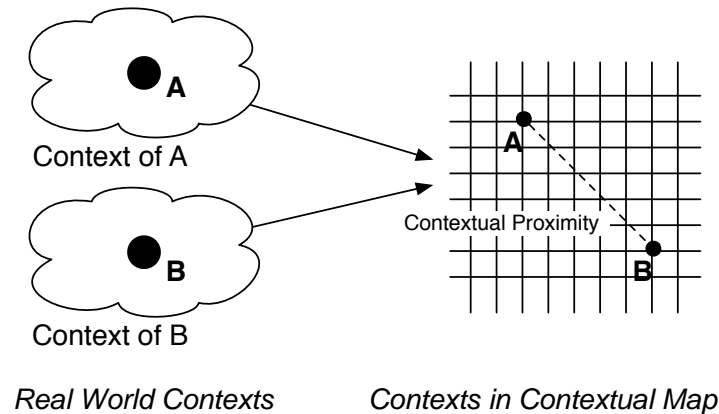 A
Context of A
B
Context of B
A
Contextual Proximity
B
Real World Contexts
Contexts in Contextual Map